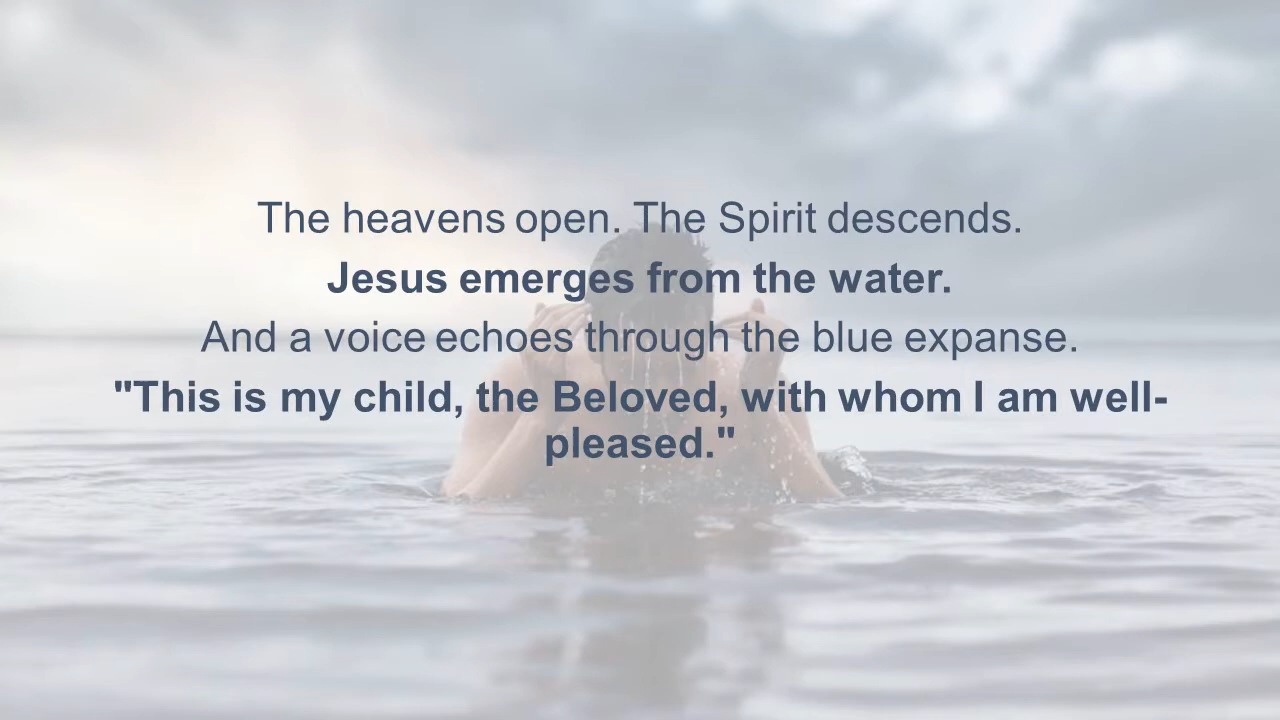 The heavens open. The Spirit descends.
Jesus emerges from the water.
And a voice echoes through the blue expanse.
"This is my child, the Beloved, with whom I am well-
pleased."